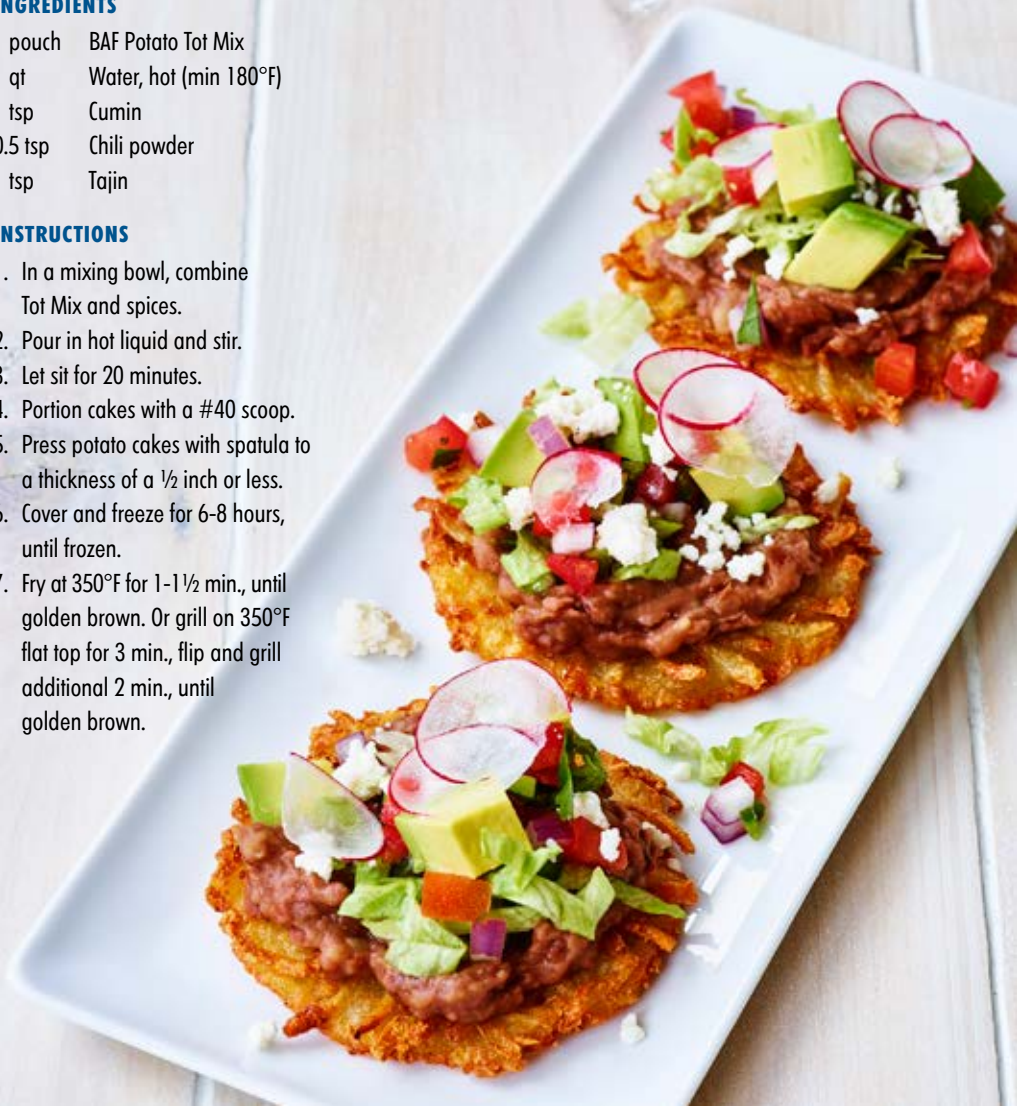 NGREDIENTS
pouch BAF Potato Tot Mix
qt Water, hot (min 180°F)
tsp Cumin
0.5 tsp Chili powder
tsp Tajin
NSTRUCTIONS
. In a mixing bowl, combine
Tot Mix and spices.
2. Pour in hot liquid and stir.
3. Let sit for 20 minutes.
4. Portion cakes with a #40 scoop.
5. Press potato cakes with spatula to
a thickness of a ½ inch or less.
6. Cover and freeze for 6-8 hours,
until frozen.
7. Fry at 350°F for 1-1½ min., until
golden brown. Or grill on 350°F
flat top for 3 min., flip and grill
additional 2 min., until
golden brown.